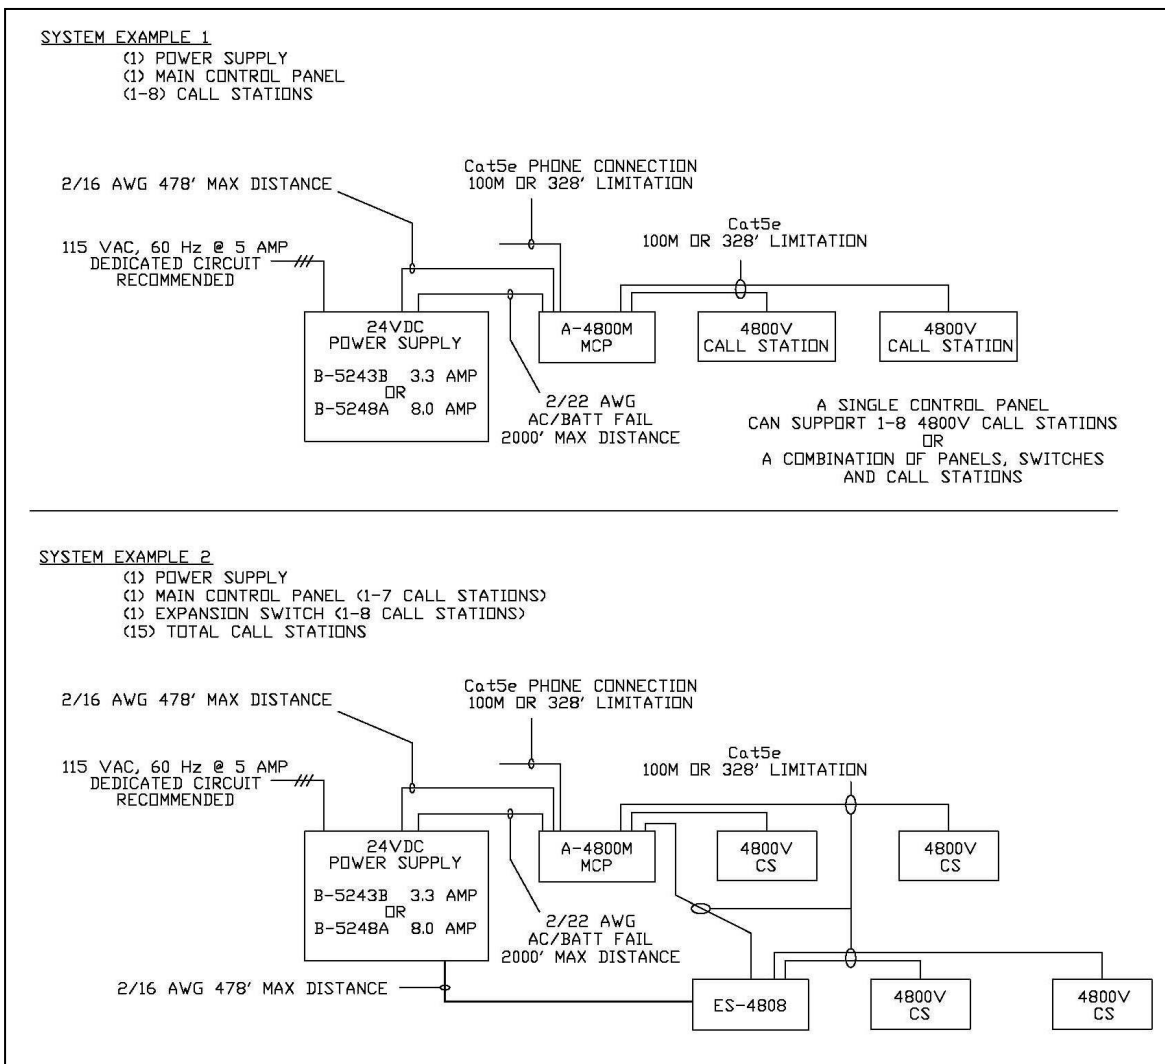 SYSTEM EXAMPLE 1
(1) POWER SUPPLY
(1) MAIN CONTROL PANEL
(1-8) CALL STATIONS
Cat5e PHONE CONNECTION
100M OR 328' LIMITATION
2/16 AWG 478' MAX DISTANCE
Cat5e
100M OR 328' LIMITATION
115 VAC, 60 Hz @ 5 AMP
DEDICATED CIRCUIT
RECOMMENDED
24VDC
POWER SUPPLY
B-5243B 3.3 AMP
OR
B-5248A 8.0 AMP
A-4800M
MCP
4800V
CALL STATION
4800V
CALL STATION
2/22 AWG
AC/BATT FAIL
2000' MAX DISTANCE
A SINGLE CONTROL PANEL
CAN SUPPORT 1-8 4800V CALL STATIONS
OR
A COMBINATION OF PANELS, SWITCHES
AND CALL STATIONS
SYSTEM EXAMPLE 2
(1) POWER SUPPLY
(1) MAIN CONTROL PANEL (1-7 CALL STATIONS)
(1) EXPANSION SWITCH (1-8 CALL STATIONS)
(15) TOTAL CALL STATIONS
Cat5e PHONE CONNECTION
100M OR 328' LIMITATION
2/16 AWG 478' MAX DISTANCE
Cat5e
100M OR 328' LIMITATION
115 VAC, 60 Hz @ 5 AMP
DEDICATED CIRCUIT
RECOMMENDED
24VDC
POWER SUPPLY
B-5243B 3.3 AMP
OR
B-5248A 8.0 AMP
A-4800M
MCP
4800V
CS
4800V
CS
2/22 AWG
AC/BATT FAIL
2000' MAX DISTANCE
2/16 AWG 478' MAX DISTANCE
ES-4808
4800V
CS
4800V
CS